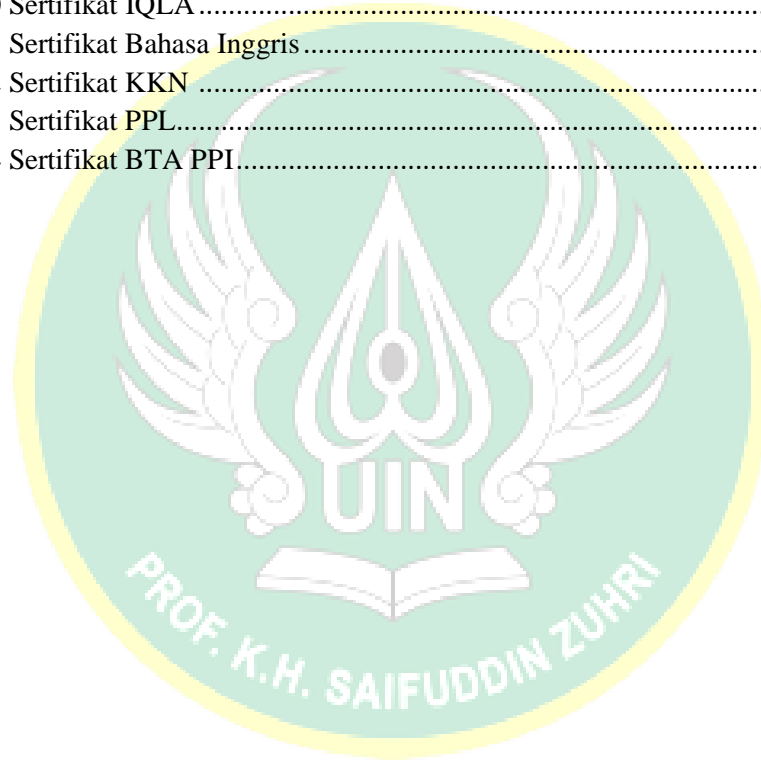 Sertifikat IQLA
Sertifikat Bahasa Inggris
Sertifikat KKN
Sertifikat PPL
Sertifikat BTA PPI
UIN
PROF. K.H. SAIFUDDIN ZUHRI